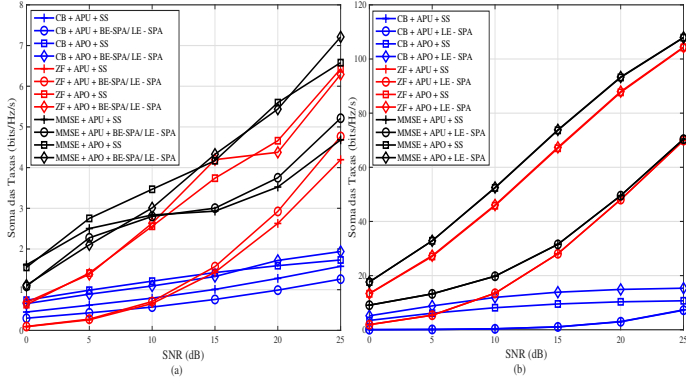 8
7
6
5
4
3
2
1
0
Soma das Taxas (bits/Hz/s)
CB + APU + SS
CB + APU + BE-SPA/ LE - SPA
CB + APO + SS
CB + APO + BE-SPA/ LE - SPA
ZF + APU + SS
ZF + APU + BE-SPA/ LE - SPA
ZF + APO + SS
ZF + APO + BE-SPA/ LE - SPA
MMSE + APU + SS
MMSE + APU + BE-SPA/ LE - SPA
MMSE + APO + SS
MMSE + APO + BE-SPA/ LE - SPA
0 5 10 15 20 25
SNR (dB)
(a)
120
100
80
60
40
20
0
Soma das Taxas (bits/Hz/s)
CB + APU + SS
CB + APU + LE - SPA
CB + APO + SS
CB + APO + LE - SPA
ZF + APU + SS
ZF + APU + LE - SPA
ZF + APO + SS
ZF + APO + LE - SPA
MMSE + APU + SS
MMSE + APU + LE - SPA
MMSE + APO + SS
MMSE + APO + LE - SPA
0 5 10 15 20 25
SNR (dB)
(b)